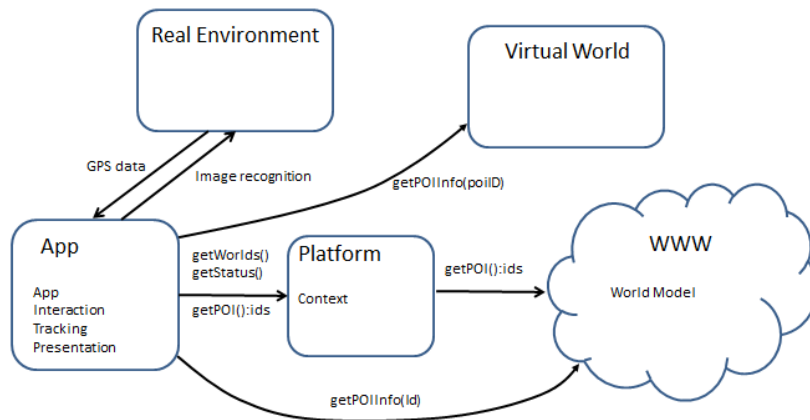 Real Environment
Virtual World
GPS data
Image recognition
getPOIInfo(poiID)
App
App
Interaction
Tracking
Presentation
getWorlds()
getStatus()
getPOI():ids
Platform
Context
getPOI():ids
WWW
World Model
getPOIInfo(Id)